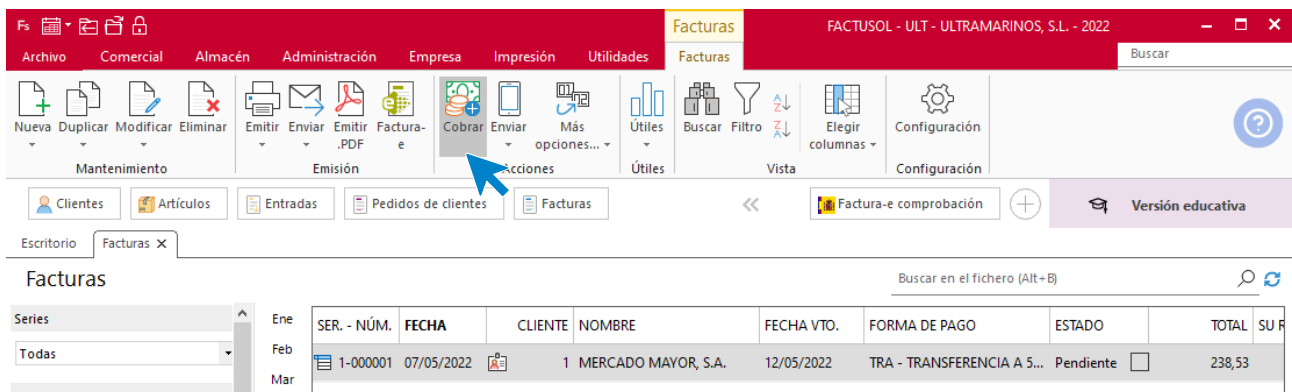 Fs
Facturas
FACTUSOL - ULT - ULTRAMARINOS, S.L. - 2022
Archivo Comercial Almacén Administración Empresa Impresión Utilidades Facturas
Buscar
Nueva Duplicar Modificar Eliminar Emitir Enviar Emitir .PDF Factura-e Cobrar Enviar Más opciones... Útiles Buscar Filtro Elegir columnas Configuración
Mantenimiento Emisión Acciones Útiles Vista Configuración
Clientes Artículos Entradas Pedidos de clientes Facturas Factura-e comprobación Versión educativa
Escritorio Facturas
Facturas
Buscar en el fichero (Alt+B)
Series
Todas
Ene
Feb
Mar
SER. - NÚM. FECHA CLIENTE NOMBRE FECHA VTO. FORMA DE PAGO ESTADO TOTAL SU
1-000001 07/05/2022 1 MERCADO MAYOR, S.A. 12/05/2022 TRA - TRANSFERENCIA A 5... Pendiente 238,53